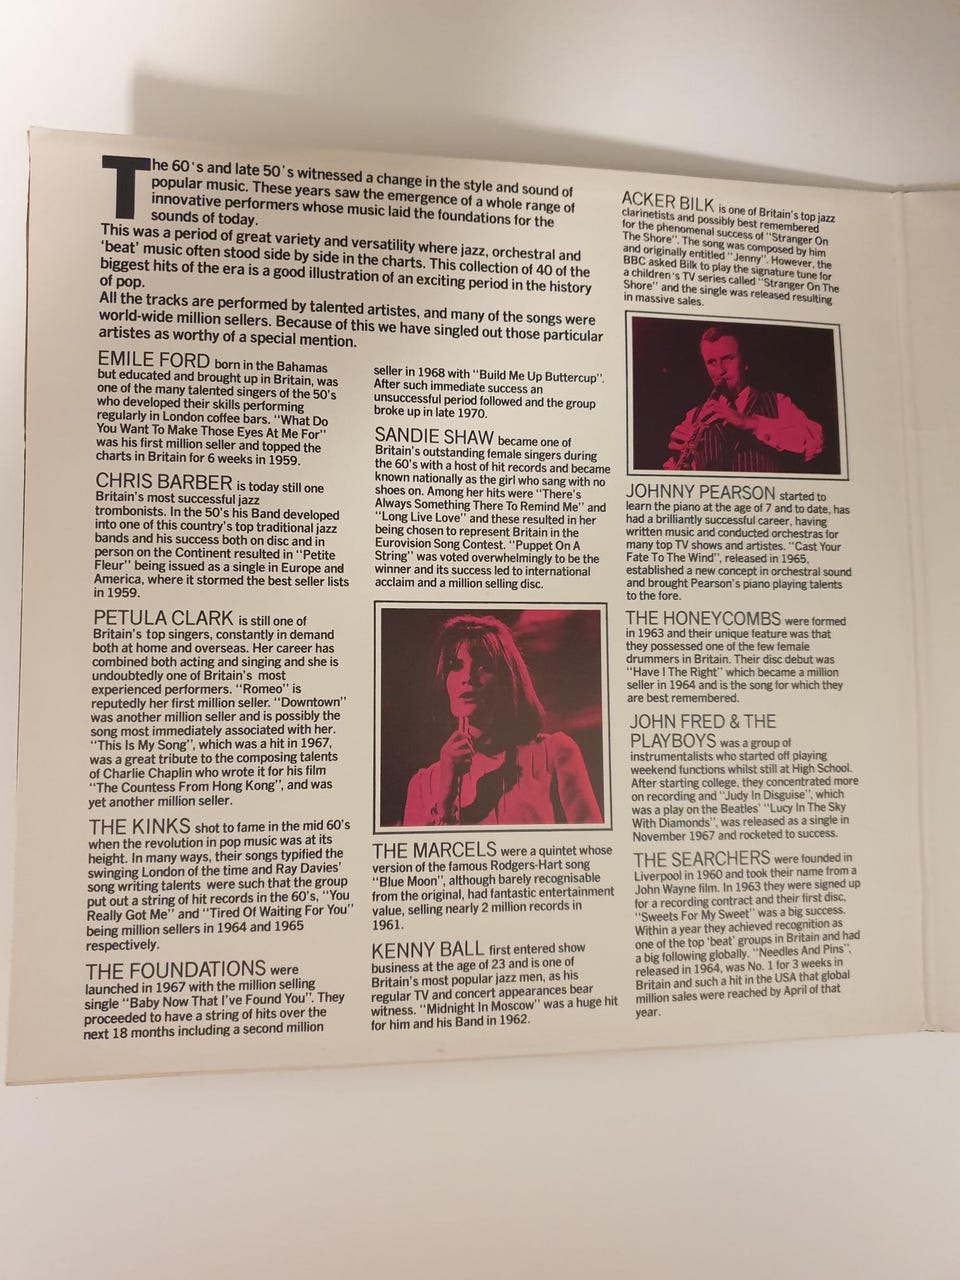 The 60's and late 50's witnessed a change in the style and sound of
popular music. These years saw the emergence of a whole range of
innovative performers whose music laid the foundations for the
sounds of today.
This was a period of great variety and versatility where jazz, orchestral and
'beat' music often stood side by side in the charts. This collection of 40 of the
biggest hits of the era is a good illustration of an exciting period in the history
of pop.
All the tracks are performed by talented artistes, and many of the songs were
world-wide million sellers. Because of this we have singled out those particular
artistes as worthy of a special mention.
EMILE FORD born in the Bahamas
but educated and brought up in Britain, was
one of the many talented singers of the 50's
who developed their skills performing
regularly in London coffee bars. "What Do
You Want To Make Those Eyes At Me For"
was his first million seller and topped the
charts in Britain for 6 weeks in 1959.
CHRIS BARBER is today still one
Britain's most successful jazz
trombonists. In the 50's his Band developed
into one of this country's top traditional jazz
bands and his success both on disc and in
person on the Continent resulted in "Petite
Fleur" being issued as a single in Europe and
America, where it stormed the best seller lists
in 1959.
PETULA CLARK is still one of
Britain's top singers, constantly in demand
both at home and overseas. Her career has
combined both acting and singing and she is
undoubtedly one of Britain's most
experienced performers. "Romeo" is
reputedly her first million seller. "Downtown"
was another million seller and is possibly the
song most immediately associated with her.
"This Is My Song", which was a hit in 1967,
was a great tribute to the composing talents
of Charlie Chaplin who wrote it for his film
"The Countess From Hong Kong", and was
yet another million seller.
THE KINKS shot to fame in the mid 60's
when the revolution in pop music was at its
height. In many ways, their songs typified the
swinging London of the time and Ray Davies'
song writing talents were such that the group
put out a string of hit records in the 60's, "You
Really Got Me" and "Tired Of Waiting For You"
being million sellers in 1964 and 1965
respectively.
THE FOUNDATIONS were
launched in 1967 with the million selling
single "Baby Now That I've Found You". They
proceeded to have a string of hits over the
next 18 months including a second million
seller in 1968 with "Build Me Up Buttercup".
After such immediate success an
unsuccessful period followed and the group
broke up in late 1970.
SANDIE SHAW became one of
Britain's outstanding female singers during
the 60's with a host of hit records and became
known nationally as the girl who sang with no
shoes on. Among her hits were "There's
Always Something There To Remind Me" and
"Long Live Love" and these resulted in her
being chosen to represent Britain in the
Eurovision Song Contest. "Puppet On A
String" was voted overwhelmingly to be the
winner and its success led to international
acclaim and a million selling disc.
THE MARCELS were a quintet whose
version of the famous Rodgers-Hart song
"Blue Moon", although barely recognisable
from the original, had fantastic entertainment
value, selling nearly 2 million records in
1961.
KENNY BALL first entered show
business at the age of 23 and is one of
Britain's most popular jazz men, as his
regular TV and concert appearances bear
witness. "Midnight In Moscow" was a huge hit
for him and his Band in 1962.
ACKER BILK is one of Britain's top jazz
clarinetists and possibly best remembered
for the phenomenal success of "Stranger On
The Shore". The song was composed by him
and originally entitled "Jenny". However, the
BBC asked Bilk to play the signature tune for
a children's TV series called "Stranger On The
Shore" and the single was released resulting
in massive sales.
JOHNNY PEARSON started to
learn the piano at the age of 7 and to date, has
had a brilliantly successful career, having
written music and conducted orchestras for
many top TV shows and artistes. "Cast Your
Fate To The Wind", released in 1965,
established a new concept in orchestral sound
and brought Pearson's piano playing talents
to the fore.
THE HONEYCOMBS were formed
in 1963 and their unique feature was that
they possessed one of the few female
drummers in Britain. Their disc debut was
"Have I The Right" which became a million
seller in 1964 and is the song for which they
are best remembered.
JOHN FRED & THE
PLAYBOYS was a group of
instrumentalists who started off playing
weekend functions whilst still at High School.
After starting college, they concentrated more
on recording and "Judy In Disguise", which
was a play on the Beatles' "Lucy In The Sky
With Diamonds", was released as a single in
November 1967 and rocketed to success.
THE SEARCHERS were founded in
Liverpool in 1960 and took their name from a
John Wayne film. In 1963 they were signed up
for a recording contract and their first disc,
"Sweets For My Sweet" was a big success.
Within a year they achieved recognition as
one of the top 'beat' groups in Britain and had
a big following globally. "Needles And Pins",
released in 1964, was No. 1 for 3 weeks in
Britain and such a hit in the USA that global
million sales were reached by April of that
year.